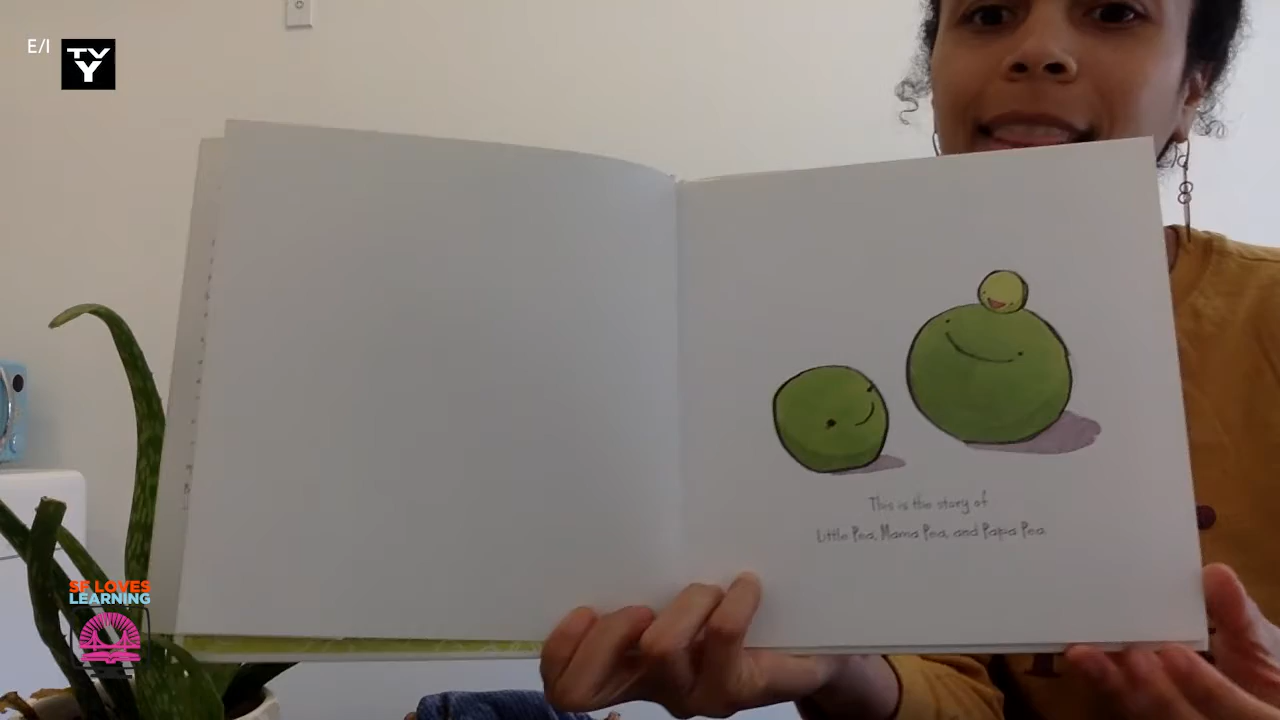 E/I
TV
Y
This is the story of
Little Pea, Mama Pea, and Papa Pea.
SF LOVES
LEARNING